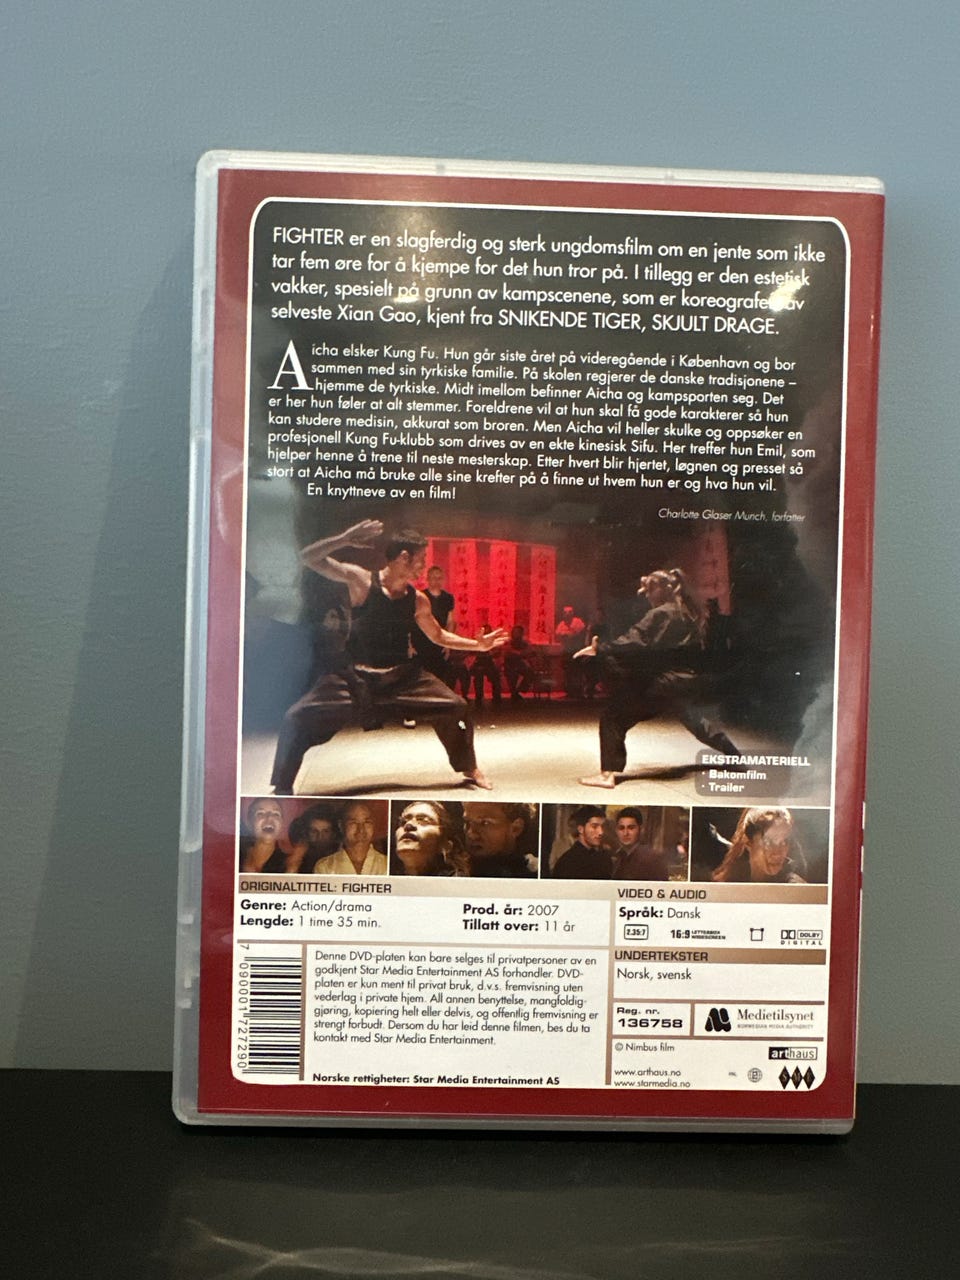 FIGHTER er en slagferdig og sterk ungdomsfilm om en jente som ikke
tar fem øre for å kjempe for det hun tror på. I tillegg er den estetisk
vakker, spesielt på grunn av kampscenene, som er koreografert av
selveste Xian Gao, kjent fra SNIKENDE TIGER, SKJULT DRAGE.
Aicha elsker Kung Fu. Hun går siste året på videregående i København og bor
sammen med sin tyrkiske familie. På skolen regjerer de danske tradisjonene –
hjemme de tyrkiske. Midt imellom befinner Aicha og kampsporten seg. Det
er her hun føler at alt stemmer. Foreldrene vil at hun skal få gode karakterer så hun
kan studere medisin, akkurat som broren. Men Aicha vil heller skulke og oppsøker en
profesjonell Kung Fu-klubb som drives av en ekte kinesisk Sifu. Her treffer hun Emil, som
hjelper henne å trene til neste mesterskap. Etter hvert blir hjertet, løgnen og presset så
stort at Aicha må bruke alle sine krefter på å finne ut hvem hun er og hva hun vil.
En knyttneve av en film!
Charlotte Glaser Munch, forfatter
EKSTRAMATERIELL
· Bakomfilm
· Trailer
ORIGINALTITTEL: FIGHTER
Genre: Action/drama
Lengde: 1 time 35 min.
Prod. år: 2007
Tillatt over: 11 år
VIDEO & AUDIO
Språk: Dansk
2.35:1
16:9 LETTERBOX WIDESCREEN
DOLBY
DIGITAL
UNDERTEKSTER
Norsk, svensk
7 090001 727290
Denne DVD-platen kan bare selges til privatpersoner av en
godkjent Star Media Entertainment AS forhandler. DVD-
platen er kun ment til privat bruk, d.v.s. fremvisning uten
vederlag i private hjem. All annen benyttelse, mangfoldig-
gjøring, kopiering helt eller delvis, og offentlig fremvisning er
strengt forbudt. Dersom du har leid denne filmen, bes du ta
kontakt med Star Media Entertainment.
Norske rettigheter: Star Media Entertainment AS
Reg. nr.
136758
Medietilsynet
NORWEGIAN MEDIA AUTHORITY
© Nimbus film
arthaus
www.arthaus.no
www.starmedia.no
PAL